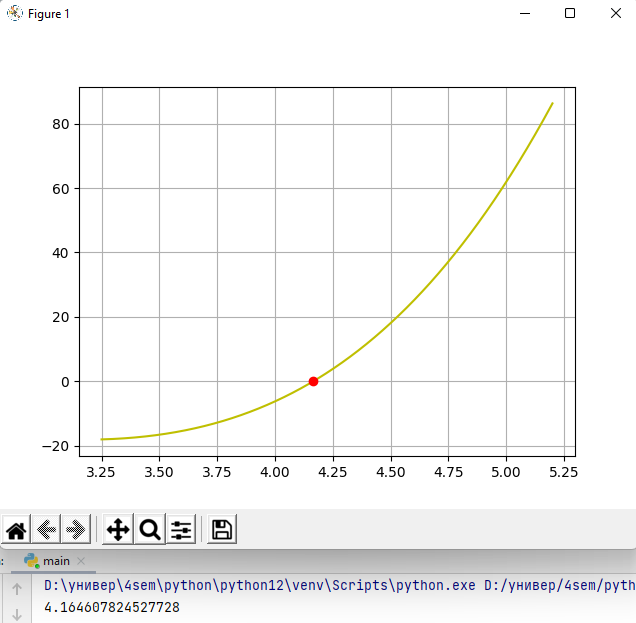 Figure 1
80
60
40
20
0
−20
3.25 3.50 3.75 4.00 4.25 4.50 4.75 5.00 5.25
main
D:\универ\4sem\python\python12\venv\Scripts\python.exe D:/универ/4sem/pyth
4.164607824527728